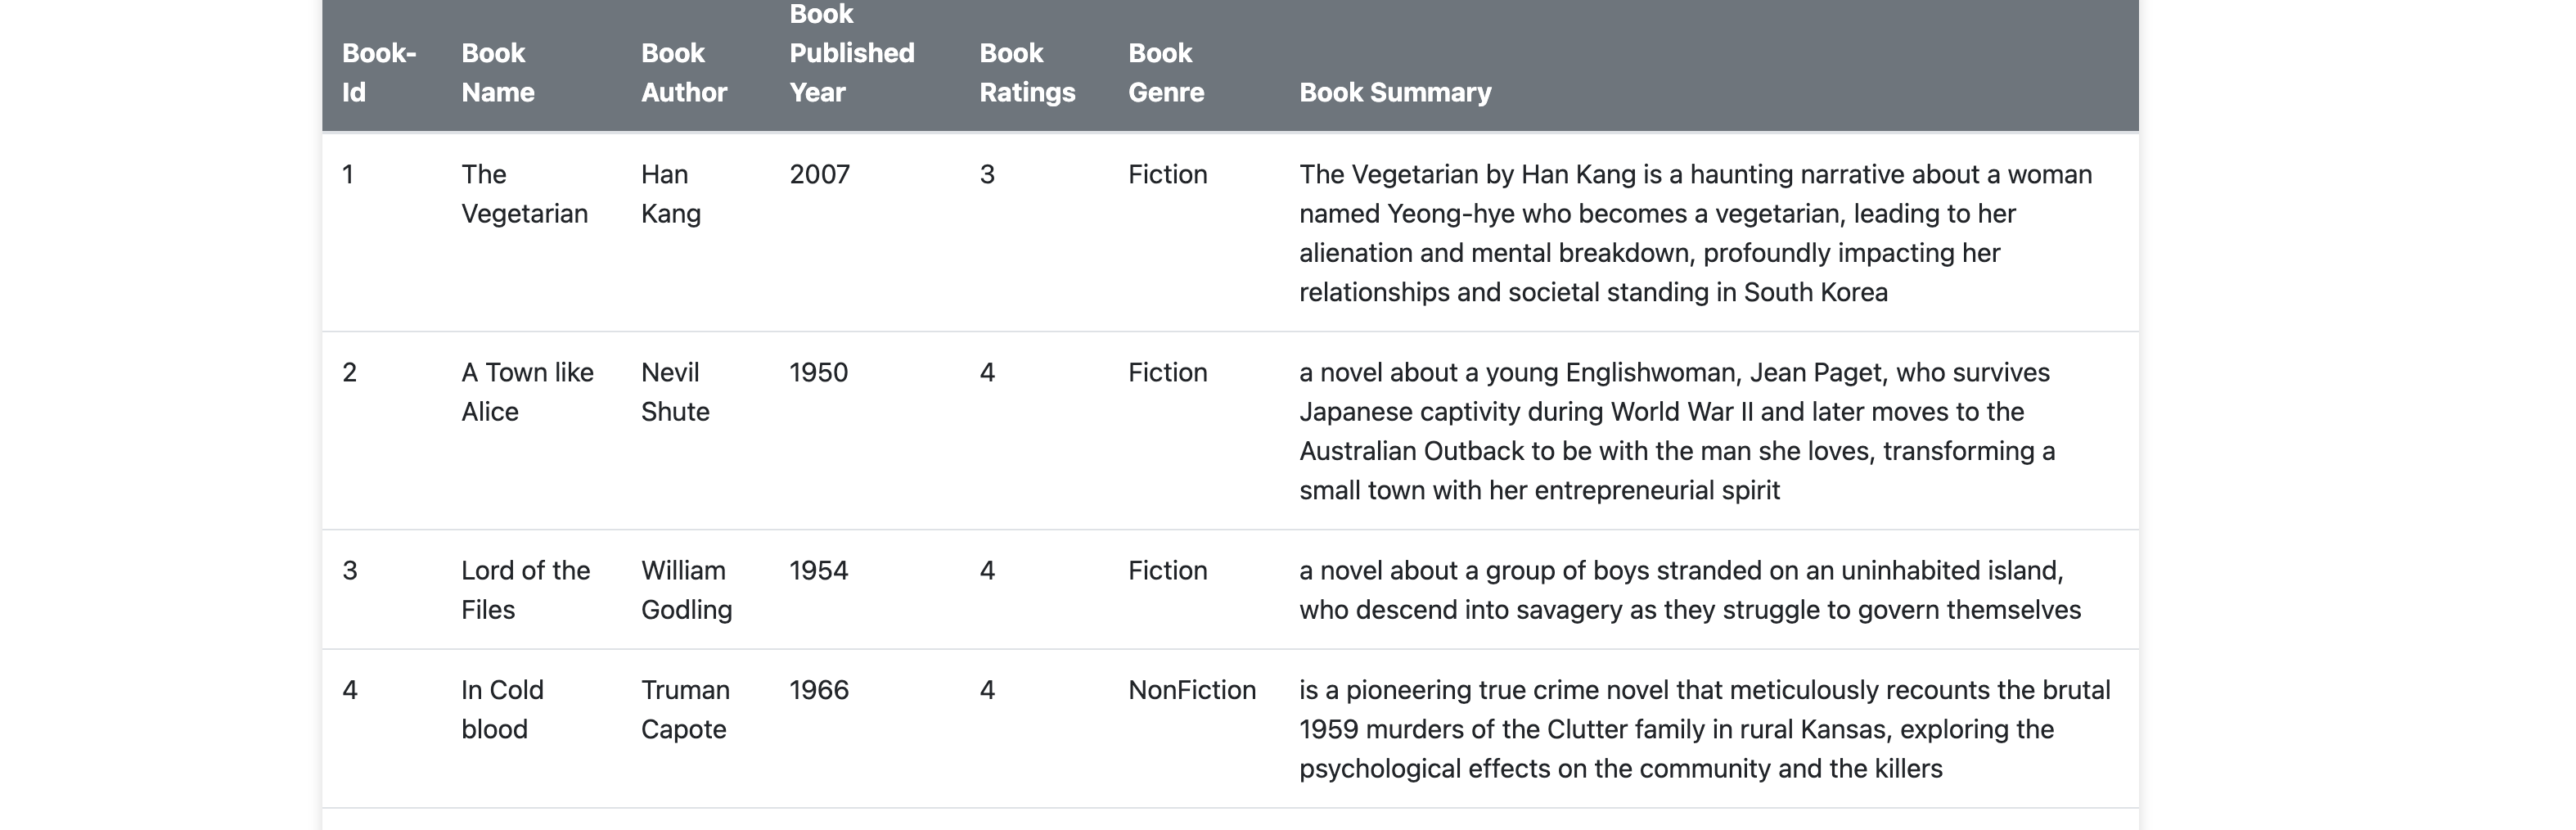 Book-Id	Book Name	Book Author	Book Published Year	Book Ratings	Book Genre	Book Summary
1	The Vegetarian	Han Kang	2007	3	Fiction	The Vegetarian by Han Kang is a haunting narrative about a woman
named Yeong-hye who becomes a vegetarian, leading to her
alienation and mental breakdown, profoundly impacting her
relationships and societal standing in South Korea
2	A Town like Alice	Nevil Shute	1950	4	Fiction	a novel about a young Englishwoman, Jean Paget, who survives
Japanese captivity during World War II and later moves to the
Australian Outback to be with the man she loves, transforming a
small town with her entrepreneurial spirit
3	Lord of the Files	William Godling	1954	4	Fiction	a novel about a group of boys stranded on an uninhabited island,
who descend into savagery as they struggle to govern themselves
4	In Cold blood	Truman Capote	1966	4	NonFiction	is a pioneering true crime novel that meticulously recounts the brutal
1959 murders of the Clutter family in rural Kansas, exploring the
psychological effects on the community and the killers